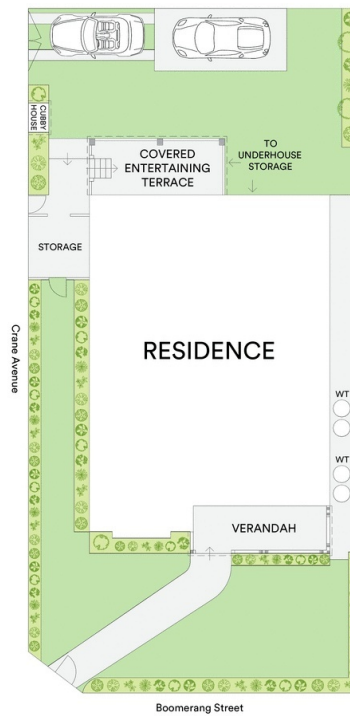 CUBBY
HOUSE
COVERED
ENTERTAINING
TERRACE
TO
UNDERHOUSE
STORAGE
STORAGE
Crane Avenue
RESIDENCE
WT
WT
VERANDAH
Boomerang Street